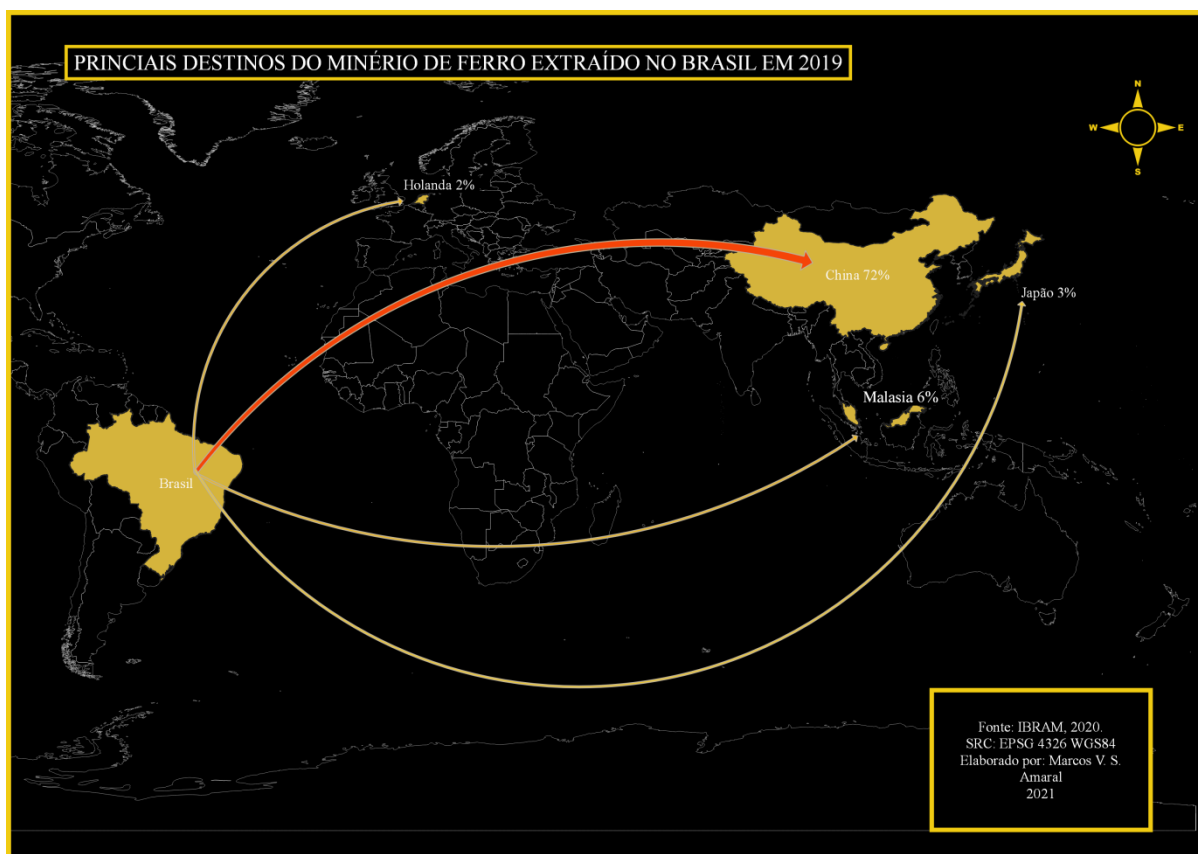 PRINCIAIS DESTINOS DO MINÉRIO DE FERRO EXTRAÍDO NO BRASIL EM 2019
N
W E
S
Holanda 2%
China 72%
Japão 3%
Malasia 6%
Brasil
Fonte: IBRAM, 2020.
SRC: EPSG 4326 WGS84
Elaborado por: Marcos V. S.
Amaral
2021